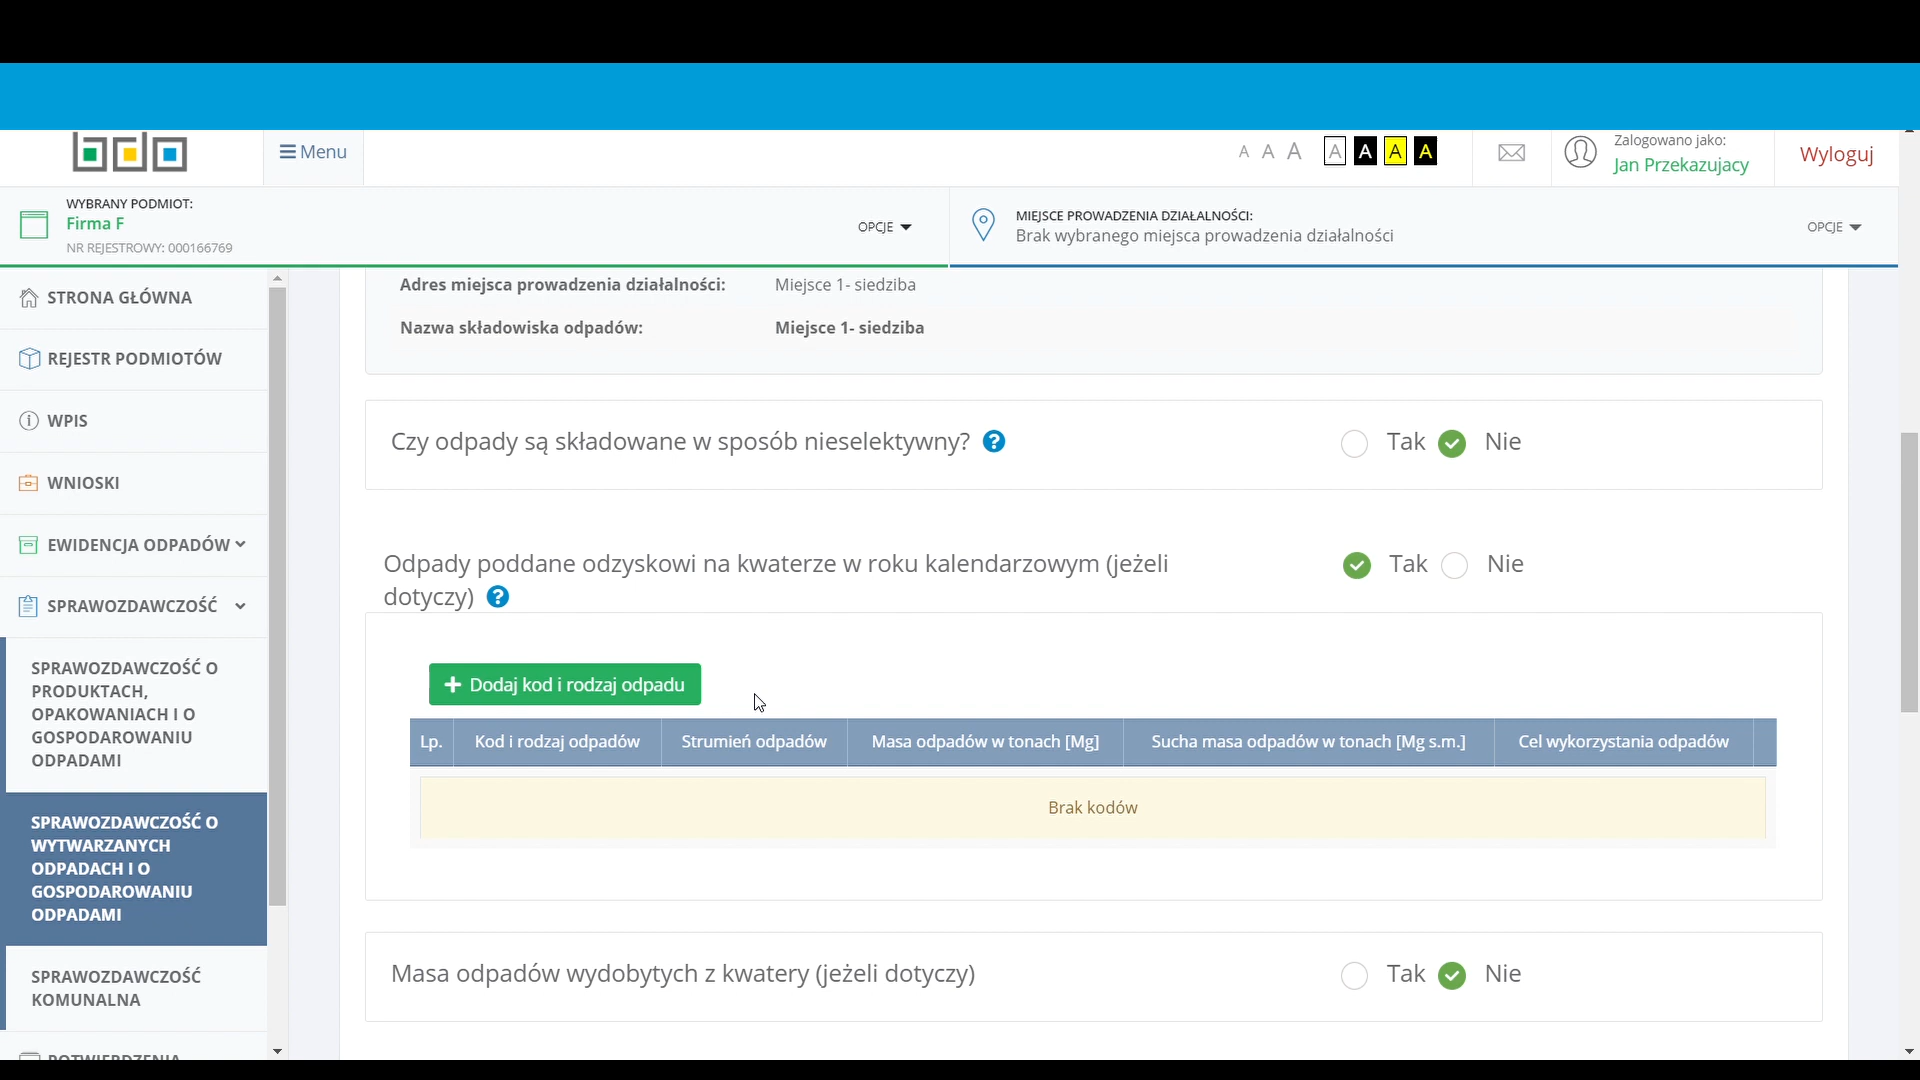 bdo
Menu
A A A A A A A
Zalogowano jako:
Jan Przekazujacy
Wyloguj
WYBRANY PODMIOT:
Firma F
NR REJESTROWY: 000166769
OPCJE
MIEJSCE PROWADZENIA DZIAŁALNOŚCI:
Brak wybranego miejsca prowadzenia działalności
OPCJE
STRONA GŁÓWNA
REJESTR PODMIOTÓW
WPIS
WNIOSKI
EWIDENCJA ODPADÓW
SPRAWOZDAWCZOŚĆ
SPRAWOZDAWCZOŚĆ O
PRODUKTACH,
OPAKOWANIACH I O
GOSPODAROWANIU
ODPADAMI
SPRAWOZDAWCZOŚĆ O
WYTWARZANYCH
ODPADACH I O
GOSPODAROWANIU
ODPADAMI
SPRAWOZDAWCZOŚĆ
KOMUNALNA
POTWIERDZENIA
Adres miejsca prowadzenia działalności: Miejsce 1- siedziba
Nazwa składowiska odpadów: Miejsce 1- siedziba
Czy odpady są składowane w sposób nieselektywny? ? Tak Nie
Odpady poddane odzyskowi na kwaterze w roku kalendarzowym (jeżeli Tak Nie
dotyczy) ?
+ Dodaj kod i rodzaj odpadu
Lp. Kod i rodzaj odpadów Strumień odpadów Masa odpadów w tonach [Mg] Sucha masa odpadów w tonach [Mg s.m.] Cel wykorzystania odpadów
Brak kodów
Masa odpadów wydobytych z kwatery (jeżeli dotyczy) Tak Nie